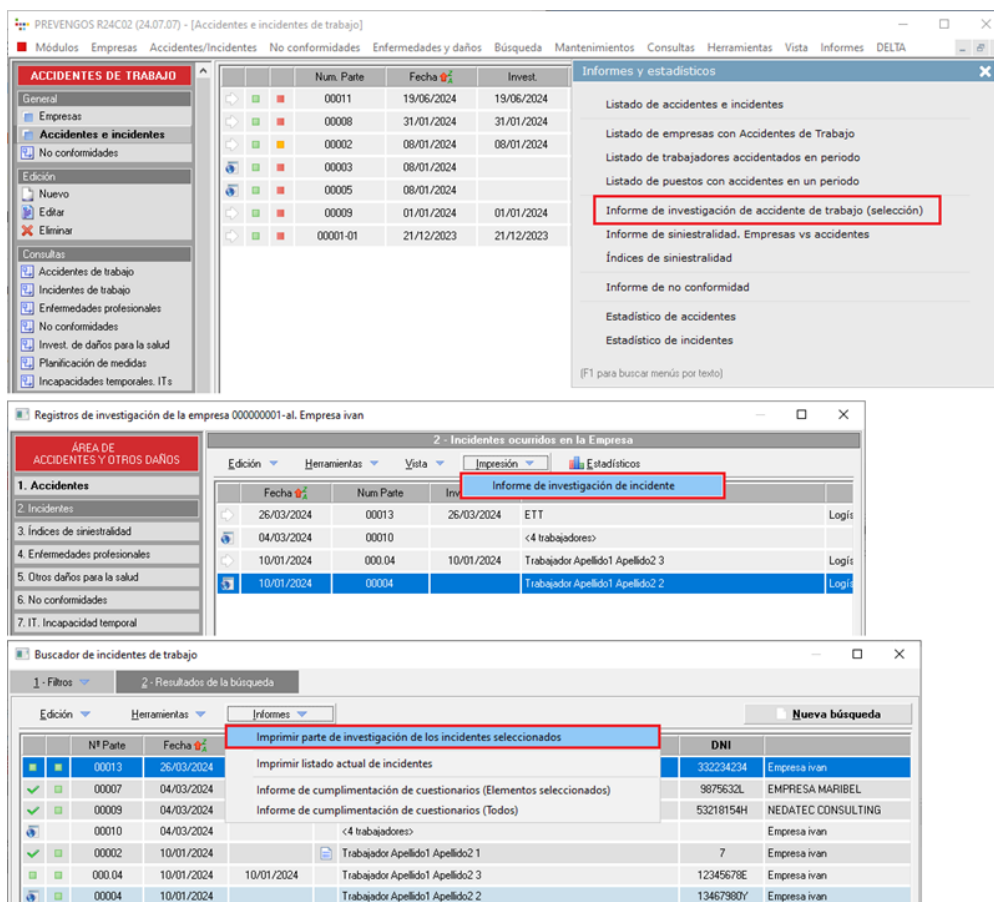 PREVENGOS R24C02 (24.07.07) - [Accidentes e incidentes de trabajo]
Módulos Empresas Accidentes/Incidentes No conformidades Enfermedades y daños Búsqueda Mantenimientos Consultas Herramientas Vista Informes DELTA
ACCIDENTES DE TRABAJO
General
Empresas
Accidentes e incidentes
No conformidades
Edición
Nuevo
Editar
Eliminar
Consultas
Accidentes de trabajo
Incidentes de trabajo
Enfermedades profesionales
No conformidades
Invest. de daños para la salud
Planificación de medidas
Incapacidades temporales. ITs
Num. Parte Fecha Invest.
00011 19/06/2024 19/06/2024
00008 31/01/2024 31/01/2024
00002 08/01/2024 08/01/2024
00003 08/01/2024
00005 08/01/2024
00009 01/01/2024 01/01/2024
00001-01 21/12/2023 21/12/2023
Informes y estadísticos
Listado de accidentes e incidentes
Listado de empresas con Accidentes de Trabajo
Listado de trabajadores accidentados en periodo
Listado de puestos con accidentes en un periodo
Informe de investigación de accidente de trabajo (selección)
Informe de siniestralidad. Empresas vs accidentes
Índices de siniestralidad
Informe de no conformidad
Estadístico de accidentes
Estadístico de incidentes
(F1 para buscar menús por texto)
Registros de investigación de la empresa 000000001-al. Empresa ivan
ÁREA DE
ACCIDENTES Y OTROS DAÑOS
1. Accidentes
2. Incidentes
3. Índices de siniestralidad
4. Enfermedades profesionales
5. Otros daños para la salud
6. No conformidades
7. IT. Incapacidad temporal
2 - Incidentes ocurridos en la Empresa
Edición Herramientas Vista Impresión Estadísticos
Informe de investigación de incidente
Fecha Num Parte Inv
26/03/2024 00013 26/03/2024 ETT Logís
04/03/2024 00010 <4 trabajadores>
10/01/2024 000.04 10/01/2024 Trabajador Apellido1 Apellido2 3 Logís
10/01/2024 00004 Trabajador Apellido1 Apellido2 2 Logís
Buscador de incidentes de trabajo
1 - Filtros 2 - Resultados de la búsqueda
Edición Herramientas Informes Nueva búsqueda
Imprimir parte de investigación de los incidentes seleccionados
Imprimir listado actual de incidentes
Informe de cumplimentación de cuestionarios (Elementos seleccionados)
Informe de cumplimentación de cuestionarios (Todos)
Nº Parte Fecha DNI
00013 26/03/2024 332234234 Empresa ivan
00007 04/03/2024 9875632L EMPRESA MARIBEL
00009 04/03/2024 53218154H NEDATEC CONSULTING
00010 04/03/2024 <4 trabajadores> Empresa ivan
00002 10/01/2024 Trabajador Apellido1 Apellido2 1 7 Empresa ivan
000.04 10/01/2024 10/01/2024 Trabajador Apellido1 Apellido2 3 12345678E Empresa ivan
00004 10/01/2024 Trabajador Apellido1 Apellido2 2 13467980Y Empresa ivan